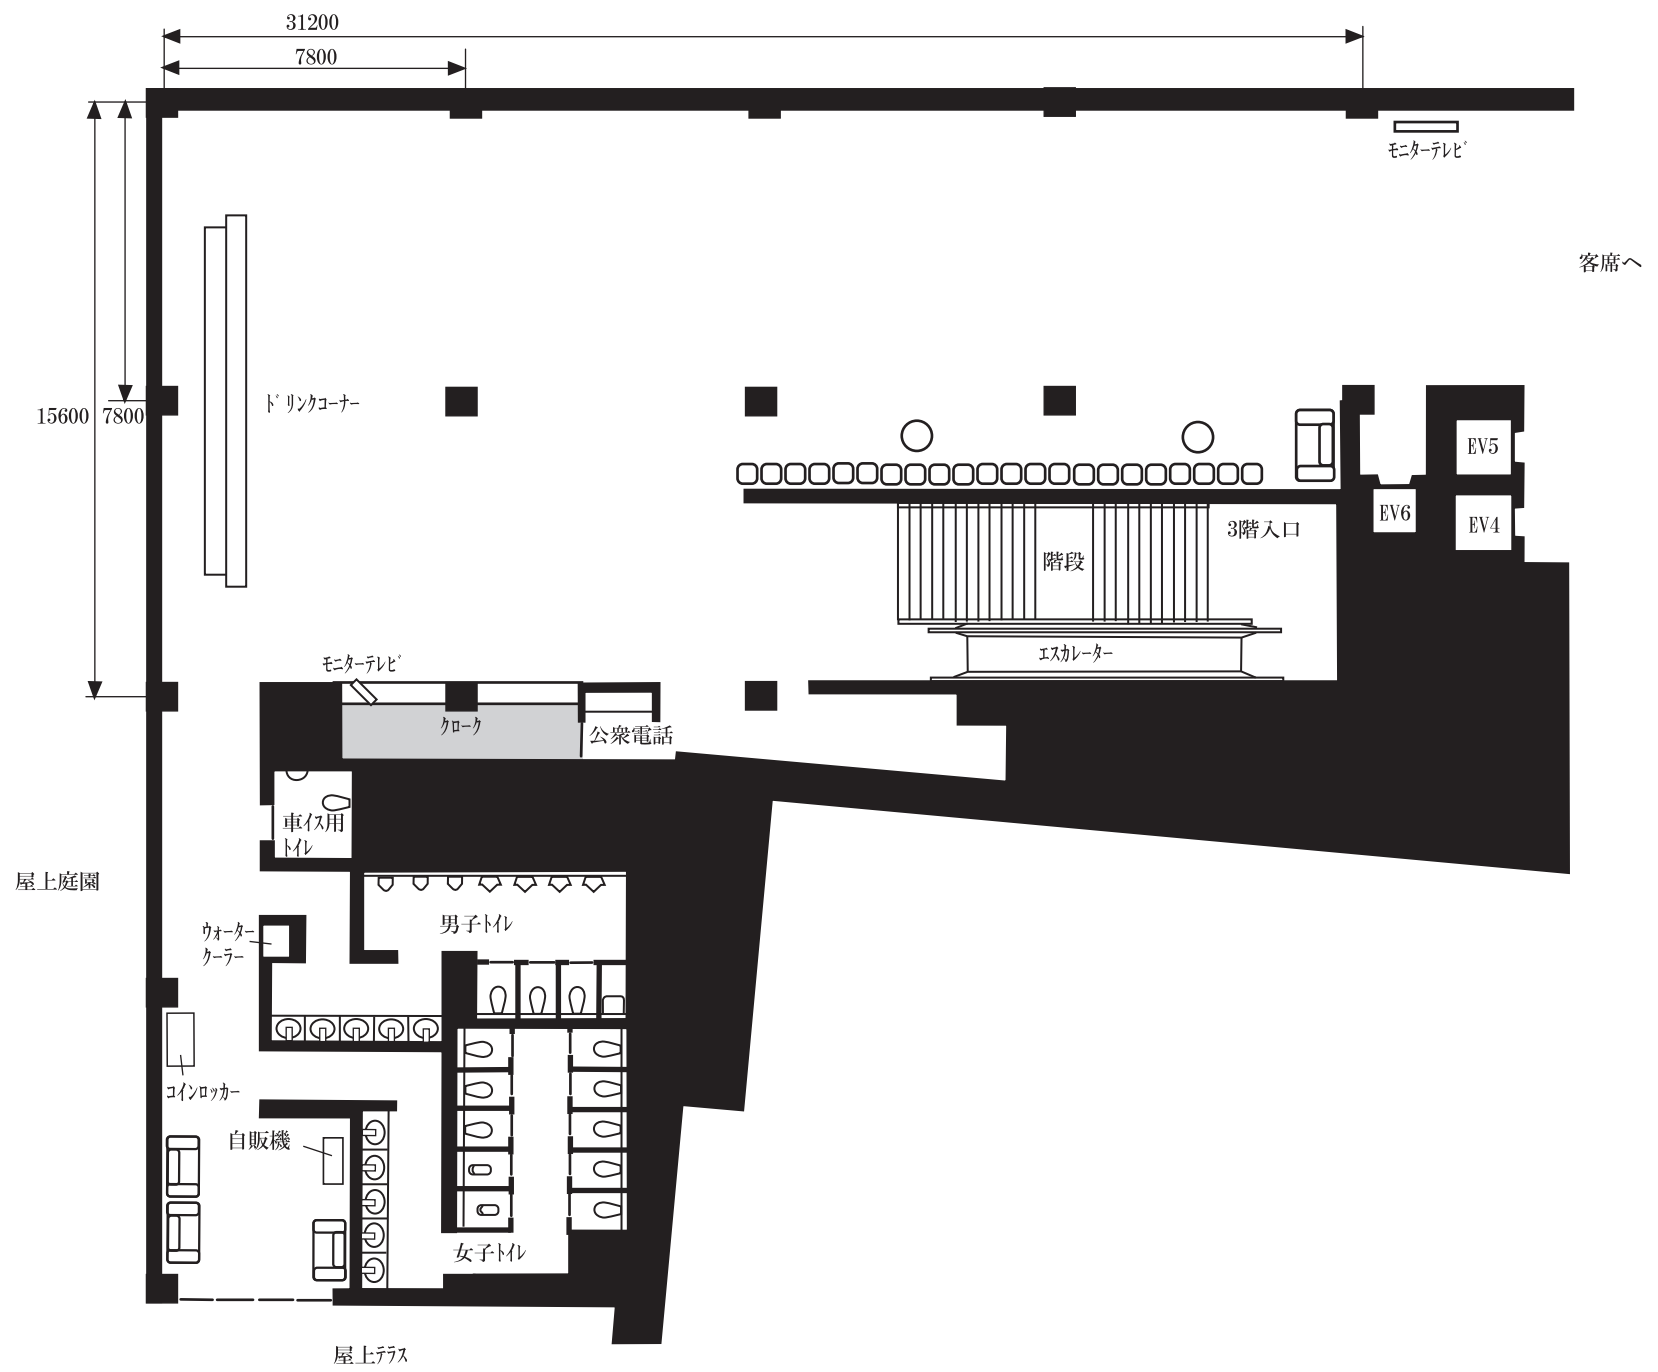 31200
7800
モニターテレビ
客席へ
ドリンクコーナー
15600
7800
EV5
EV6
EV4
3階入口
階段
エスカレーター
モニターテレビ
クローク
公衆電話
車イス用
トイレ
屋上庭園
男子トイレ
ウォーター
クーラー
コインロッカー
自販機
女子トイレ
屋上テラス